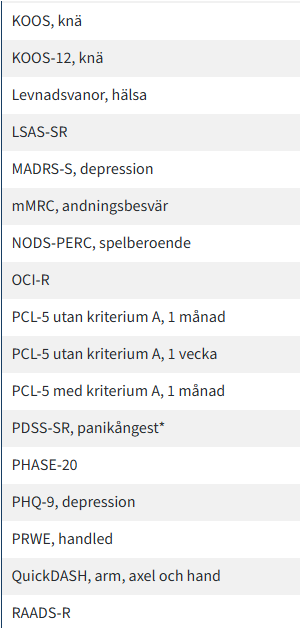 KOOS, knä
KOOS-12, knä
Levnadsvanor, hälsa
LSAS-SR
MADRS-S, depression
mMRC, andningsbesvär
NODS-PERC, spelberoende
OCI-R
PCL-5 utan kriterium A, 1 månad
PCL-5 utan kriterium A, 1 vecka
PCL-5 med kriterium A, 1 månad
PDSS-SR, panikångest*
PHASE-20
PHQ-9, depression
PRWE, handled
QuickDASH, arm, axel och hand
RAADS-R